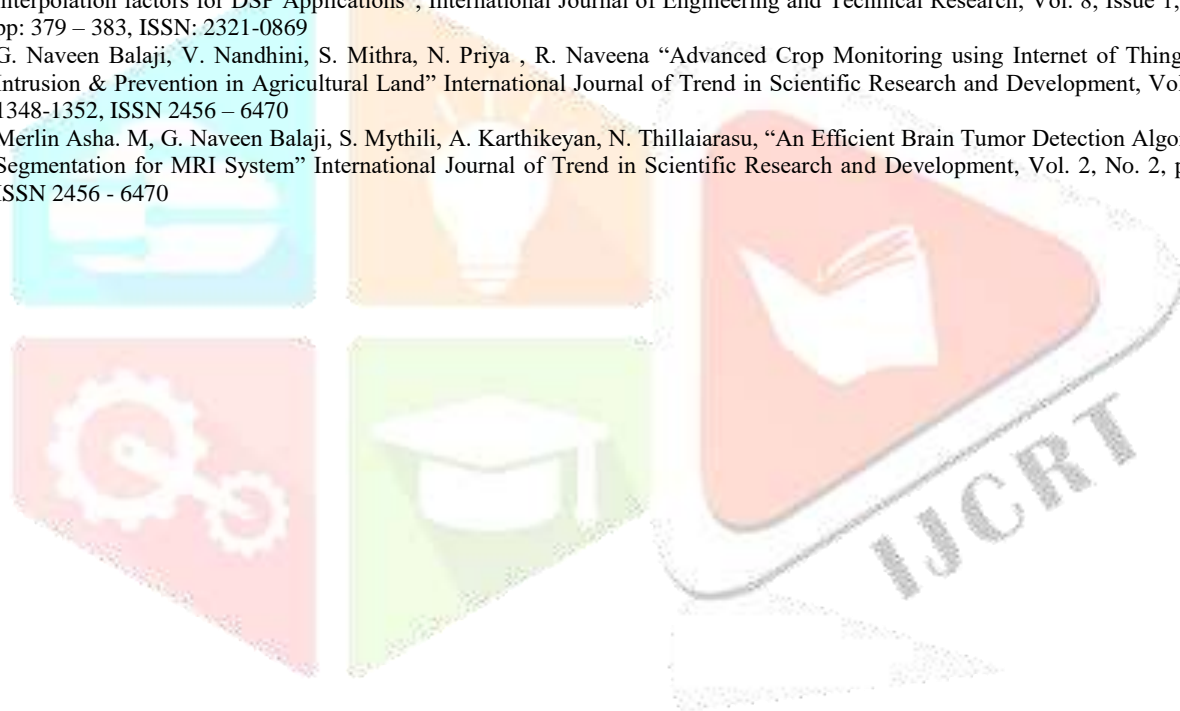 interpolation factors for DSP Applications", International Journal of Engineering and Technical Research, Vol. 8, Issue 1,
pp: 379 – 383, ISSN: 2321-0869
G. Naveen Balaji, V. Nandhini, S. Mithra, N. Priya , R. Naveena “Advanced Crop Monitoring using Internet of Thing
Intrusion & Prevention in Agricultural Land” International Journal of Trend in Scientific Research and Development,
1348-1352, ISSN 2456 – 6470
Merlin Asha. M, G. Naveen Balaji, S. Mythili, A. Karthikeyan, N. Thillaiarasu, “An Efficient Brain Tumor Detection
Segmentation for MRI System” International Journal of Trend in Scientific Research and Development, Vol. 2, No. 2,
ISSN 2456 - 6470
IJCRT